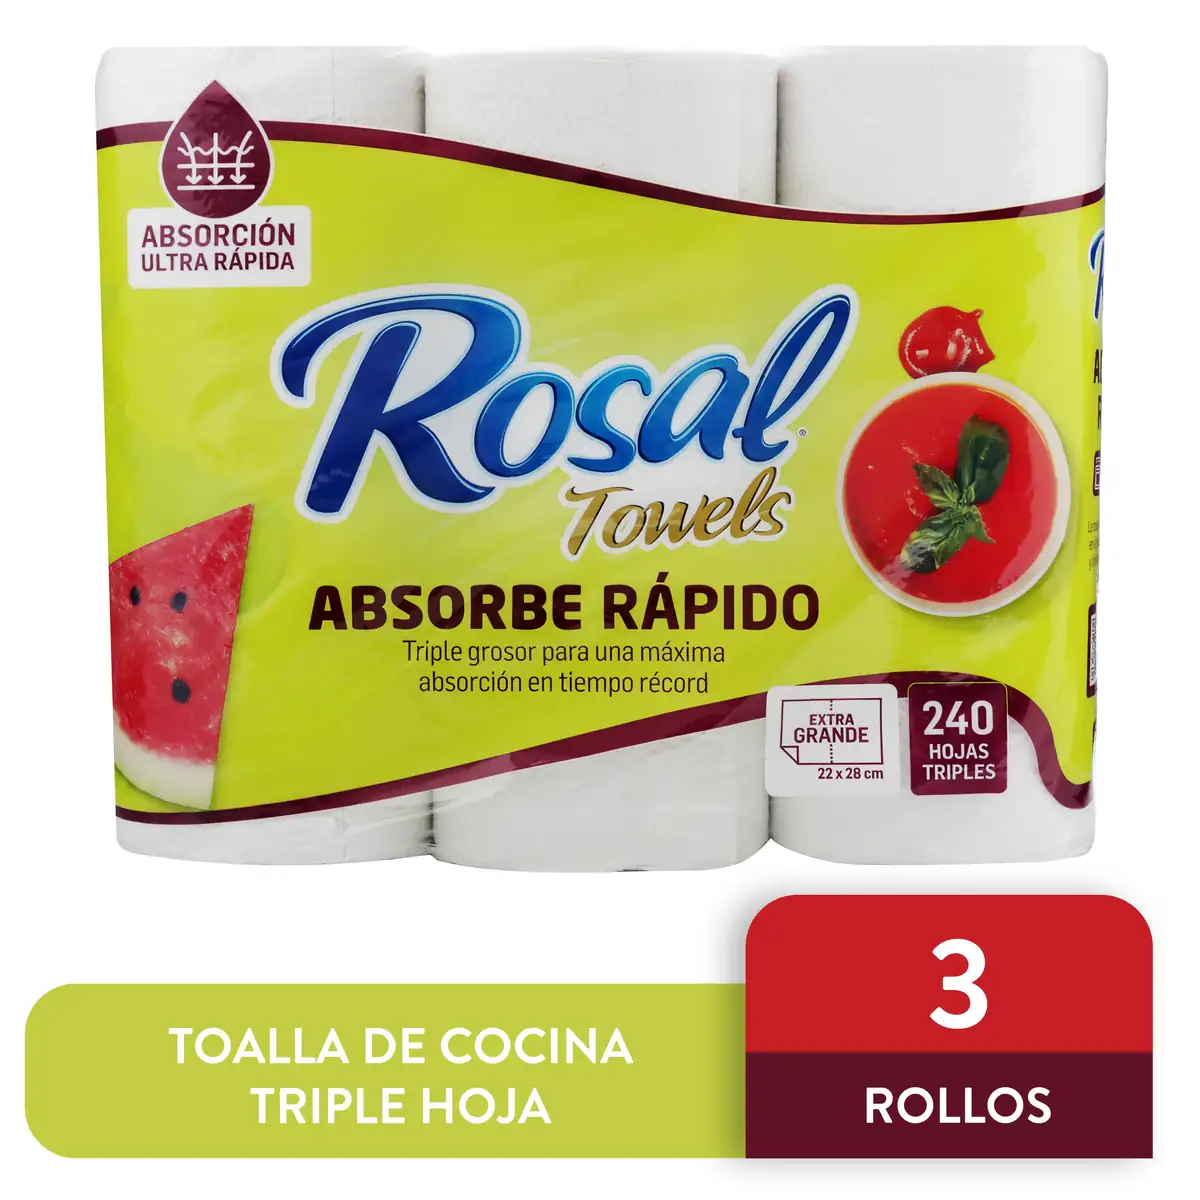 ABSORCIÓN
ULTRA RÁPIDA
Rosal®
Towels
ABSORBE RÁPIDO
Triple grosor para una máxima
absorción en tiempo récord
EXTRA
GRANDE
22 x 28 cm
240
HOJAS
TRIPLES
TOALLA DE COCINA
TRIPLE HOJA
3
ROLLOS